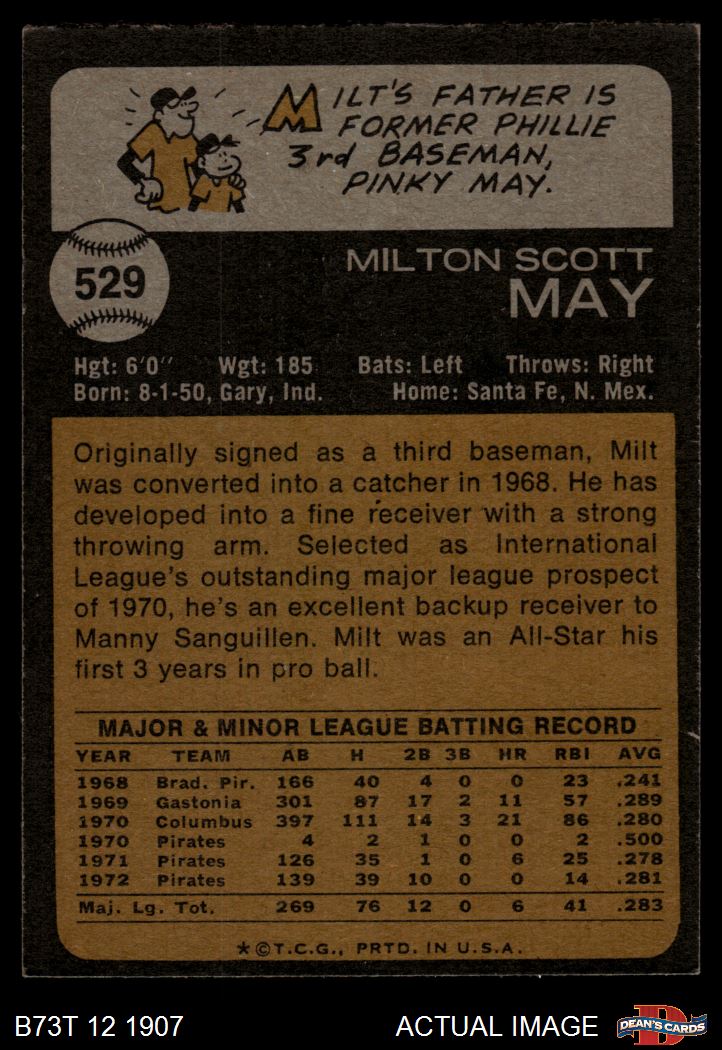 MILT'S FATHER IS
FORMER PHILLIE
3rd BASEMAN,
PINKY MAY.
529
MILTON SCOTT
MAY
Hgt: 6'0" Wgt: 185 Bats: Left Throws: Right
Born: 8-1-50, Gary, Ind. Home: Santa Fe, N. Mex.
Originally signed as a third baseman, Milt
was converted into a catcher in 1968. He has
developed into a fine receiver with a strong
throwing arm. Selected as International
League's outstanding major league prospect
of 1970, he's an excellent backup receiver to
Manny Sanguillen. Milt was an All-Star his
first 3 years in pro ball.
MAJOR & MINOR LEAGUE BATTING RECORD
YEAR TEAM AB H 2B 3B HR RBI AVG
1968 Brad. Pir. 166 40 4 0 0 23 .241
1969 Gastonia 301 87 17 2 11 57 .289
1970 Columbus 397 111 14 3 21 86 .280
1970 Pirates 4 2 1 0 0 2 .500
1971 Pirates 126 35 1 0 6 25 .278
1972 Pirates 139 39 10 0 0 14 .281
Maj. Lg. Tot. 269 76 12 0 6 41 .283
*©T.C.G., PRTD. IN U.S.A.
B73T 12 1907 ACTUAL IMAGE D DEAN'S CARDS